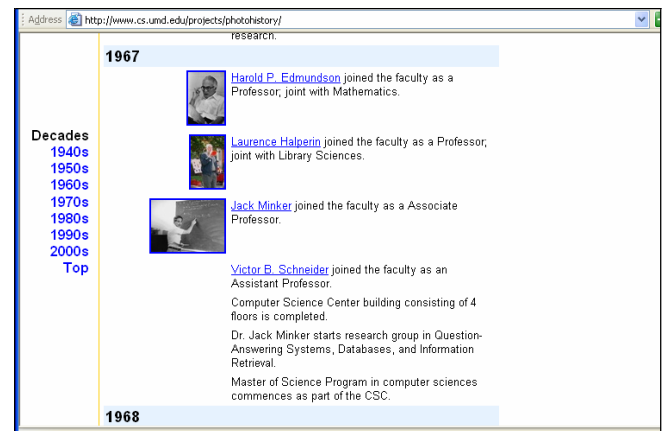 Address http://www.cs.umd.edu/projects/photohistory/
research.
1967
Harold P. Edmundson joined the faculty as a
Professor; joint with Mathematics.
Decades
1940s
1950s
1960s
1970s
1980s
1990s
2000s
Top
Laurence Halperin joined the faculty as a Professor;
joint with Library Sciences.
Jack Minker joined the faculty as a Associate
Professor.
Victor B. Schneider joined the faculty as an
Assistant Professor.
Computer Science Center building consisting of 4
floors is completed.
Dr. Jack Minker starts research group in Question-
Answering Systems, Databases, and Information
Retrieval.
Master of Science Program in computer sciences
commences as part of the CSC.
1968